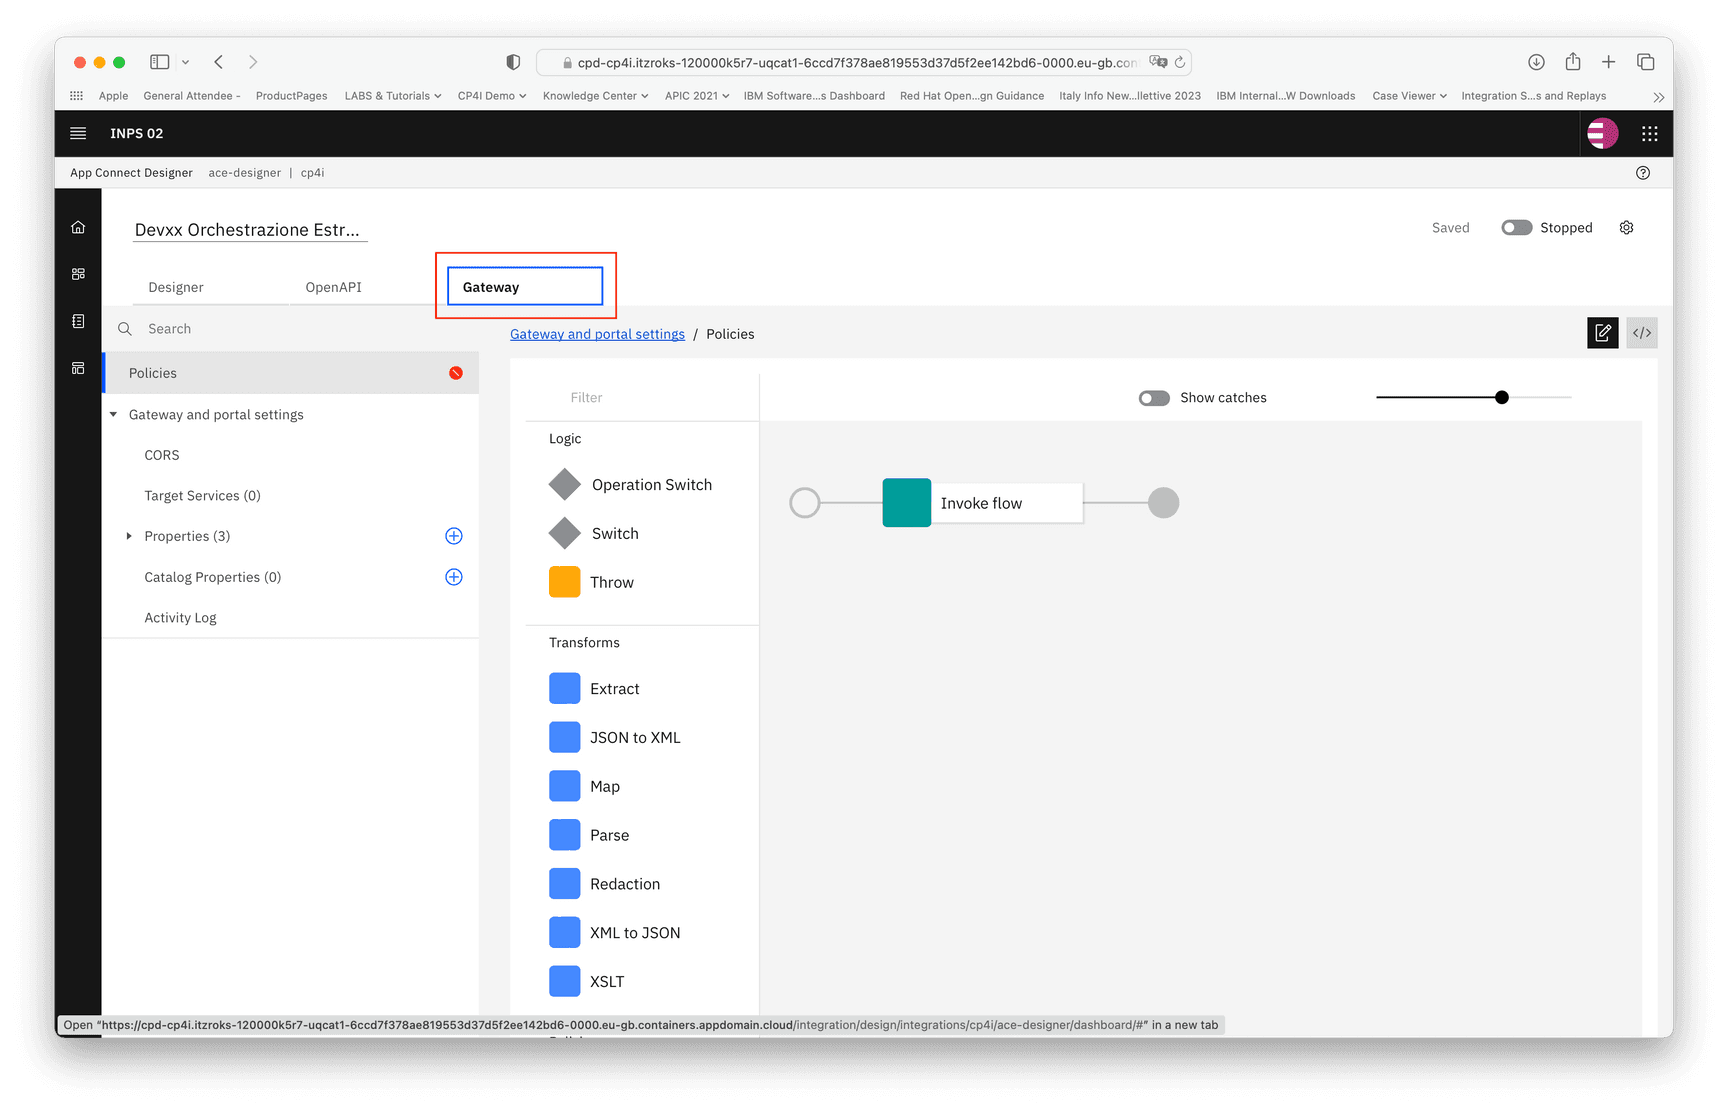 cpd-cp4i.itzroks-120000k5r7-uqcat1-6ccd7f378ae819553d37d5f2ee142bd6-0000.eu-gb.con
Apple General Attendee - ProductPages LABS & Tutorials CP4I Demo Knowledge Center APIC 2021 IBM Software...s Dashboard Red Hat Open...gn Guidance Italy Info New...llettive 2023 IBM Internal...W Downloads Case Viewer Integration S...s and Replays
INPS 02
App Connect Designer ace-designer | cp4i
Devxx Orchestrazione Estr...
Saved Stopped
Designer OpenAPI Gateway
Search
Gateway and portal settings / Policies
</>
Policies
Gateway and portal settings
CORS
Target Services (0)
Properties (3)
Catalog Properties (0)
Activity Log
Filter
Show catches
Logic
Operation Switch
Switch
Throw
Invoke flow
Transforms
Extract
JSON to XML
Map
Parse
Redaction
XML to JSON
XSLT
Open "https://cpd-cp4i.itzroks-120000k5r7-uqcat1-6ccd7f378ae819553d37d5f2ee142bd6-0000.eu-gb.containers.appdomain.cloud/integration/design/integrations/cp4i/ace-designer/dashboard/#" in a new tab